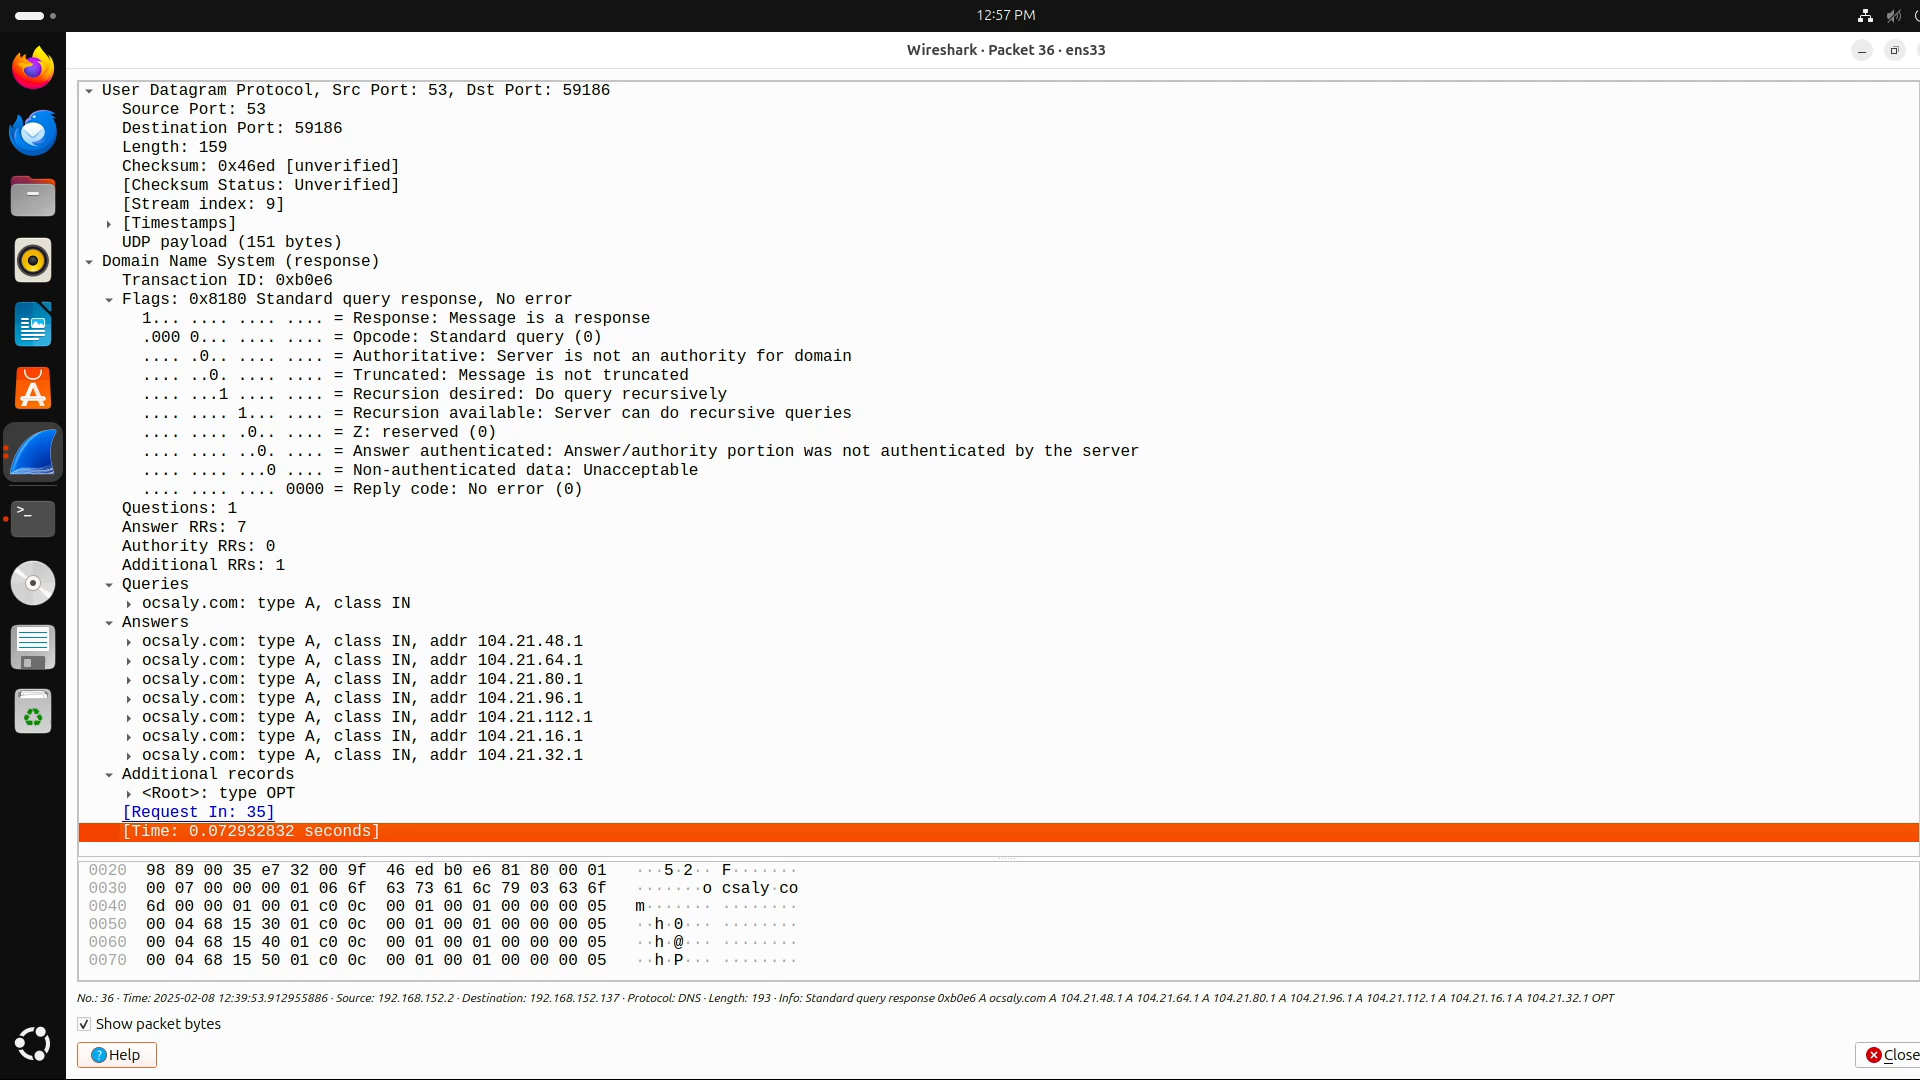 12:57 PM
Wireshark · Packet 36 · ens33
User Datagram Protocol, Src Port: 53, Dst Port: 59186
Source Port: 53
Destination Port: 59186
Length: 159
Checksum: 0x46ed [unverified]
[Checksum Status: Unverified]
[Stream index: 9]
[Timestamps]
UDP payload (151 bytes)
Domain Name System (response)
Transaction ID: 0xb0e6
Flags: 0x8180 Standard query response, No error
1... .... .... .... = Response: Message is a response
.000 0... .... .... = Opcode: Standard query (0)
.... .0.. .... .... = Authoritative: Server is not an authority for domain
.... ..0. .... .... = Truncated: Message is not truncated
.... ...1 .... .... = Recursion desired: Do query recursively
.... .... 1... .... = Recursion available: Server can do recursive queries
.... .... .0.. .... = Z: reserved (0)
.... .... ..0. .... = Answer authenticated: Answer/authority portion was not authenticated by the server
.... .... ...0 .... = Non-authenticated data: Unacceptable
.... .... .... 0000 = Reply code: No error (0)
Questions: 1
Answer RRs: 7
Authority RRs: 0
Additional RRs: 1
Queries
ocsaly.com: type A, class IN
Answers
ocsaly.com: type A, class IN, addr 104.21.48.1
ocsaly.com: type A, class IN, addr 104.21.64.1
ocsaly.com: type A, class IN, addr 104.21.80.1
ocsaly.com: type A, class IN, addr 104.21.96.1
ocsaly.com: type A, class IN, addr 104.21.112.1
ocsaly.com: type A, class IN, addr 104.21.16.1
ocsaly.com: type A, class IN, addr 104.21.32.1
Additional records
<Root>: type OPT
[Request In: 35]
[Time: 0.072932832 seconds]
0020 98 89 00 35 e7 32 00 9f 46 ed b0 e6 81 80 00 01 ···5·2·· F·······
0030 00 07 00 00 00 01 06 6f 63 73 61 6c 79 03 63 6f ·······o csaly·co
0040 6d 00 00 01 00 01 c0 0c 00 01 00 01 00 00 00 05 m······· ········
0050 00 04 68 15 30 01 c0 0c 00 01 00 01 00 00 00 05 ··h·0··· ········
0060 00 04 68 15 40 01 c0 0c 00 01 00 01 00 00 00 05 ··h·@··· ········
0070 00 04 68 15 50 01 c0 0c 00 01 00 01 00 00 00 05 ··h·P··· ········
No.: 36 · Time: 2025-02-08 12:39:53.912955886 · Source: 192.168.152.2 · Destination: 192.168.152.137 · Protocol: DNS · Length: 193 · Info: Standard query response 0xb0e6 A ocsaly.com A 104.21.48.1 A 104.21.64.1 A 104.21.80.1 A 104.21.96.1 A 104.21.112.1 A 104.21.16.1 A 104.21.32.1 OPT
Show packet bytes
Help
Close